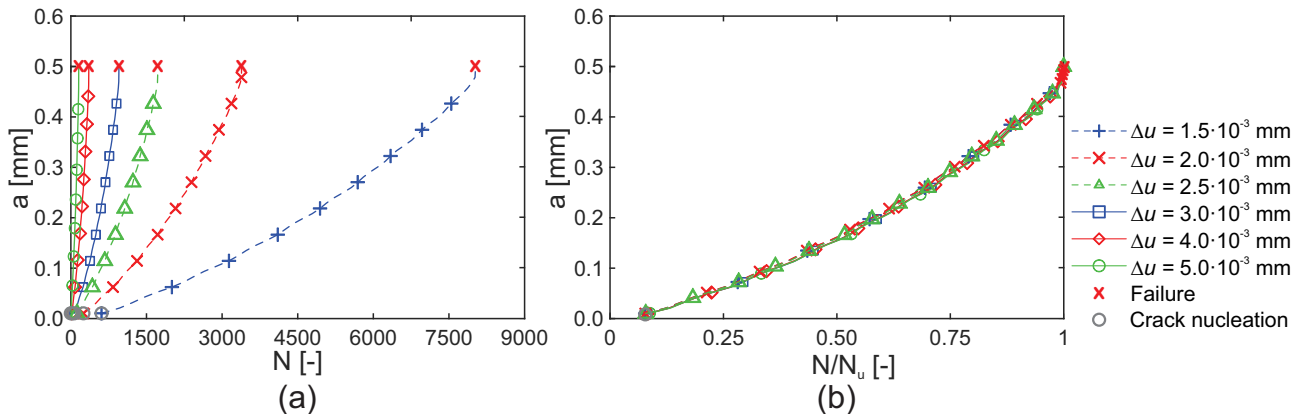 0.6
0.5
0.4
0.3
0.2
0.1
0.0
a [mm]
0 1500 3000 4500 6000 7500 9000
N [-]
(a)
0.6
0.5
0.4
0.3
0.2
0.1
0.0
a [mm]
0 0.25 0.5 0.75 1
N/Nᵤ [-]
(b)
Δu = 1.5·10⁻³ mm
Δu = 2.0·10⁻³ mm
Δu = 2.5·10⁻³ mm
Δu = 3.0·10⁻³ mm
Δu = 4.0·10⁻³ mm
Δu = 5.0·10⁻³ mm
Failure
Crack nucleation